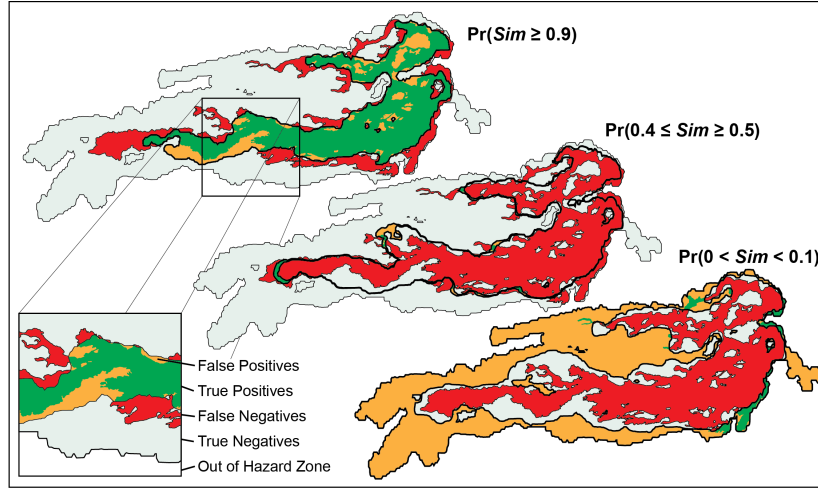 Pr(Sim ≥ 0.9)
Pr(0.4 ≤ Sim ≥ 0.5)
Pr(0 < Sim < 0.1)
False Positives
True Positives
False Negatives
True Negatives
Out of Hazard Zone